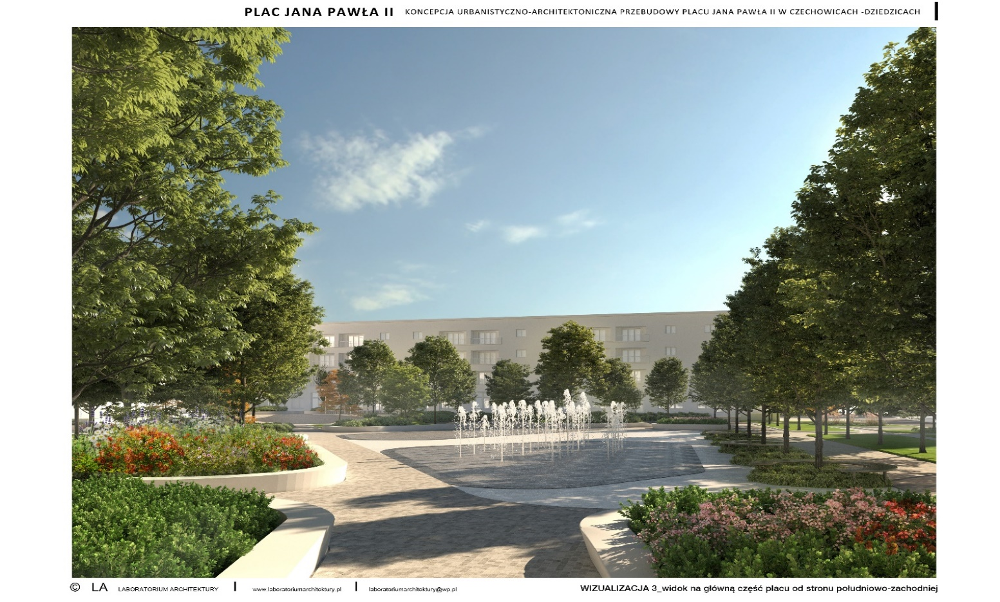 PLAC JANA PAWŁA II KONCEPCJA URBANISTYCZNO-ARCHITEKTONICZNA PRZEBUDOWY PLACU JANA PAWŁA II W CZECHOWICACH -DZIEDZICACH
© LA LABORATORIUM ARCHITEKTURY www.laboratoriumarchitektury.pl laboratoriumarchitektury@wp.pl WIZUALIZACJA 3_widok na główną część placu od stronu południowo-zachodniej